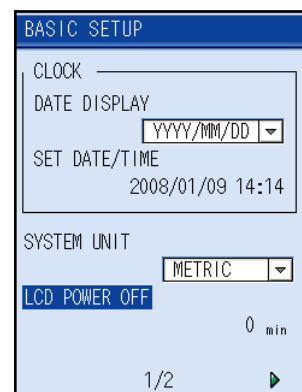 BASIC SETUP
CLOCK
DATE DISPLAY
YYYY/MM/DD
SET DATE/TIME
2008/01/09 14:14
SYSTEM UNIT
METRIC
LCD POWER OFF
0 min
1/2